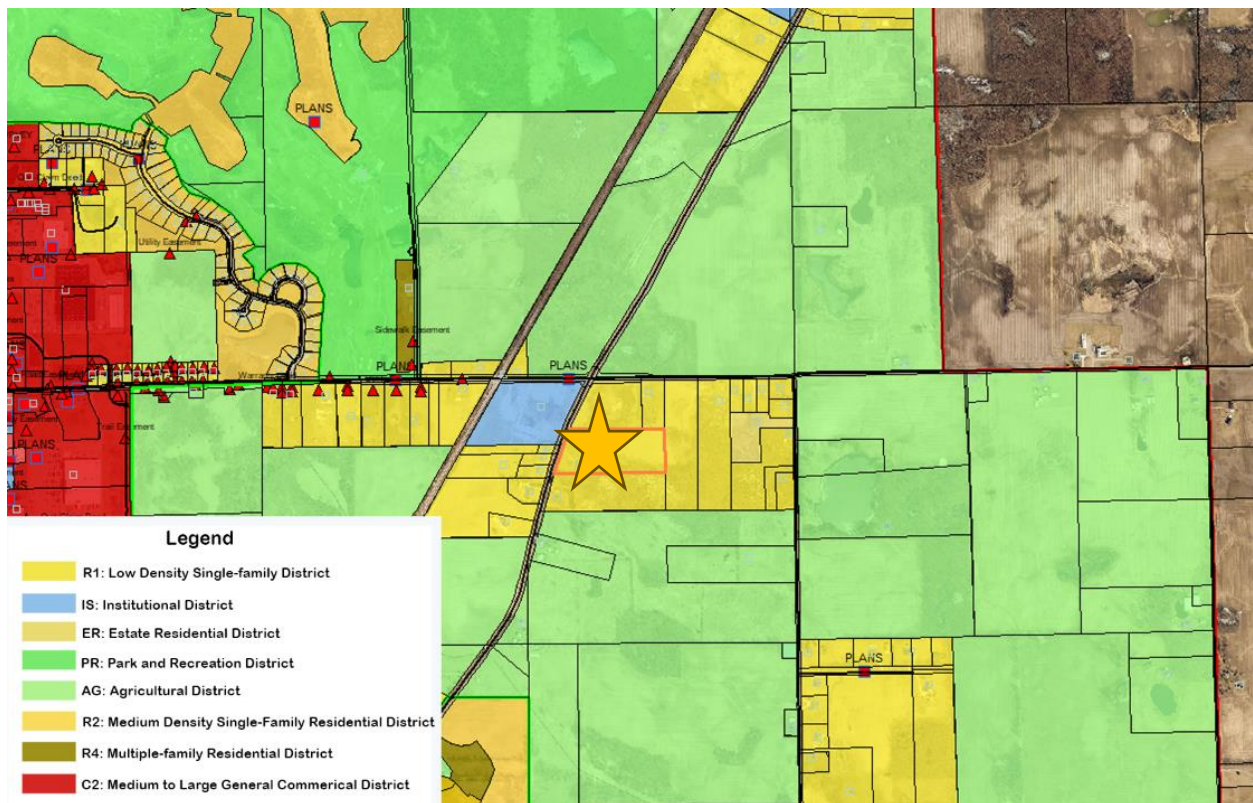 PLANS
Utility Easement
Sidewalk Easement
PLANS
PLANS
Trail Easement
PLANS
PLANS
PLANS
Legend
R1: Low Density Single-family District
IS: Institutional District
ER: Estate Residential District
PR: Park and Recreation District
AG: Agricultural District
R2: Medium Density Single-Family Residential District
R4: Multiple-family Residential District
C2: Medium to Large General Commerical District